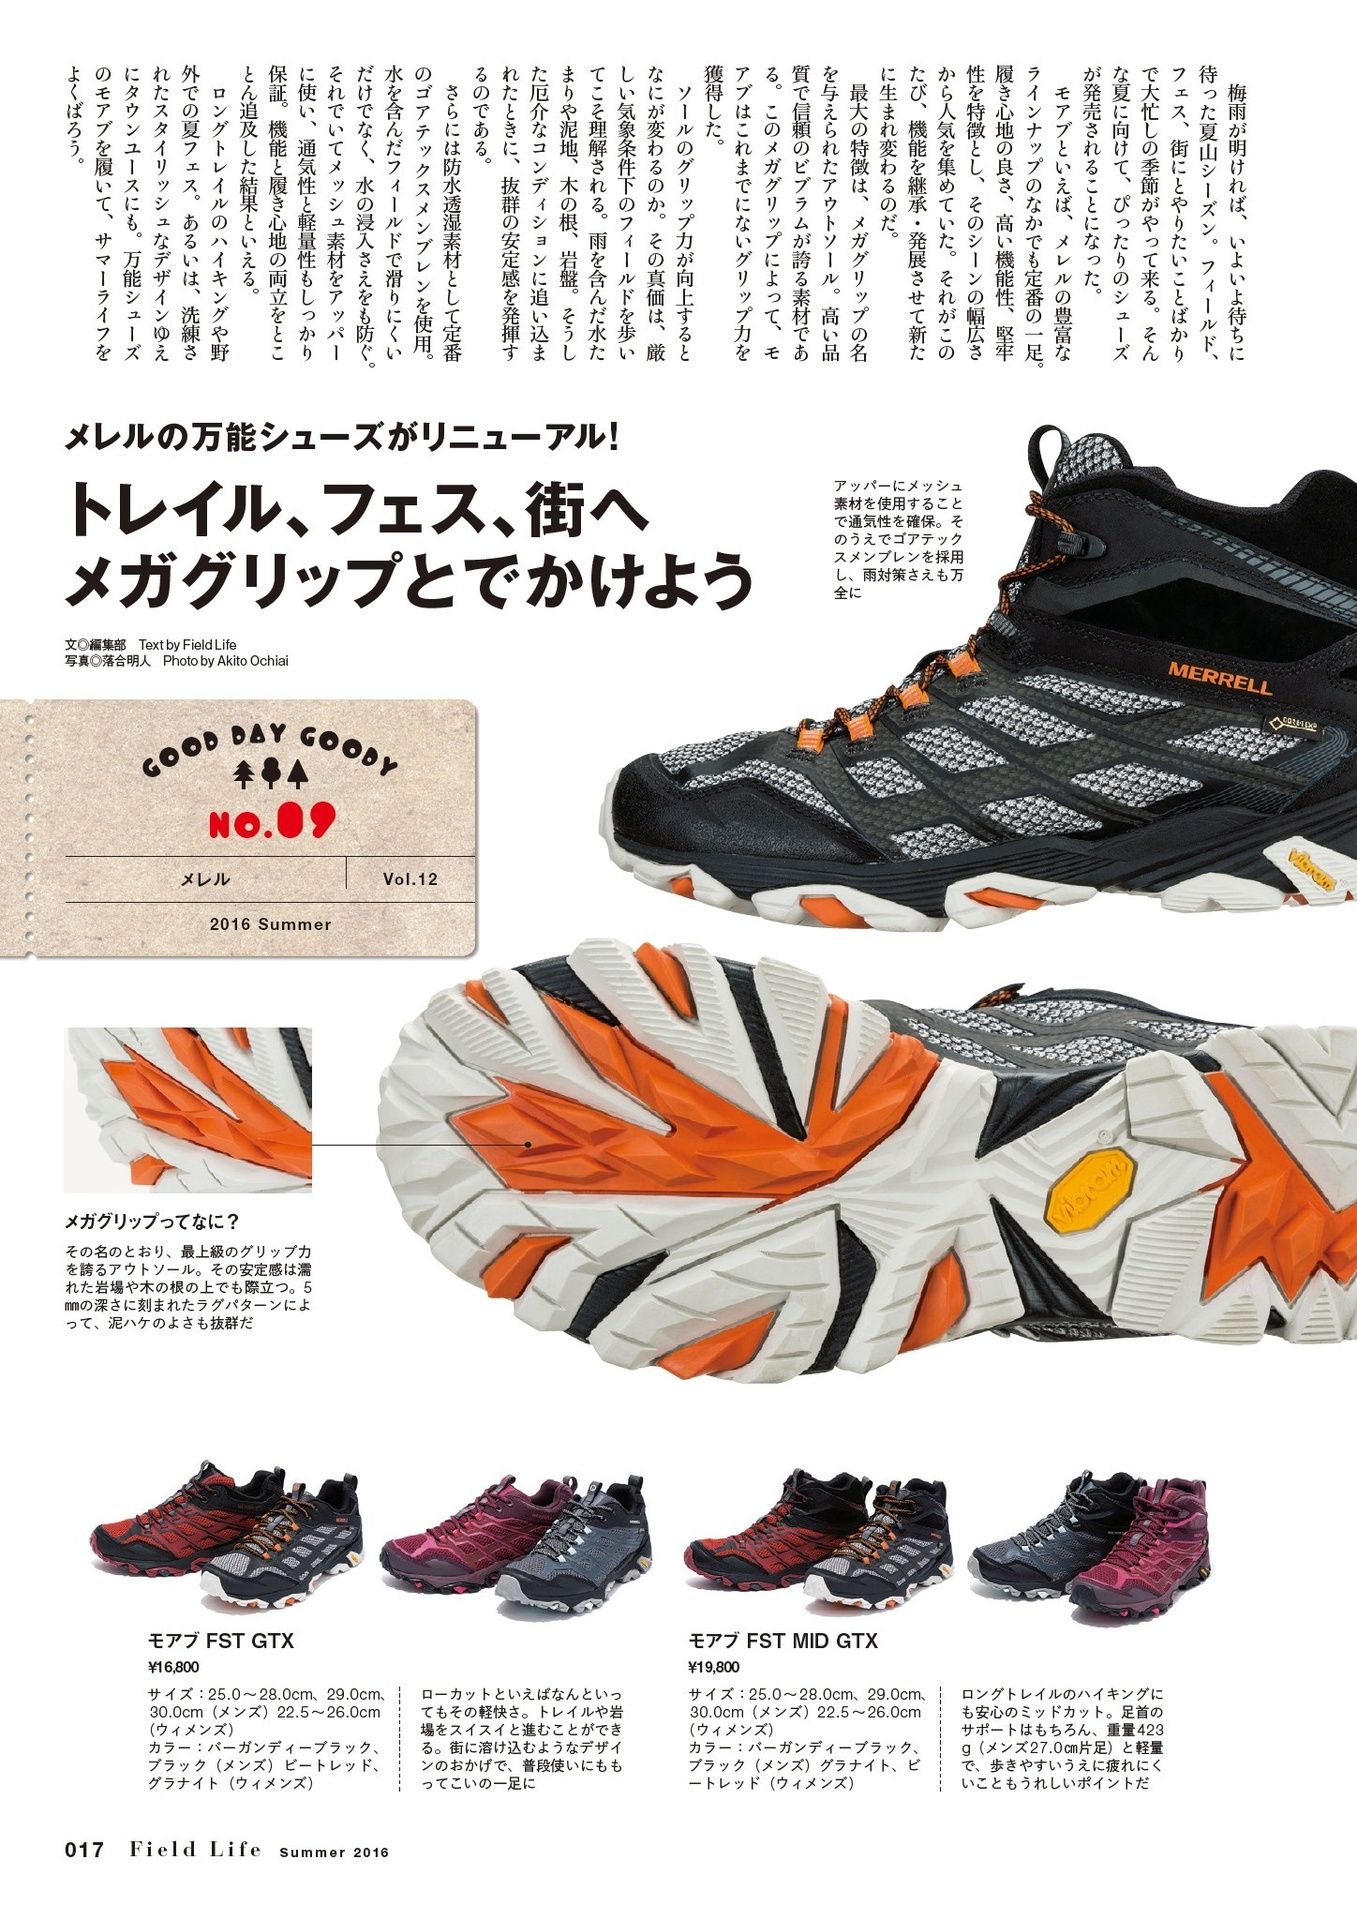 梅雨が明ければ、いよいよ待ちに
待った夏山シーズン。フィールド、
フェス、街にとやりたいことばかり
で大忙しの季節がやって来る。そん
な夏に向けて、ぴったりのシューズ
が発売されることになった。
モアブといえば、メレルの豊富な
ラインナップのなかでも定番の一足。
履き心地の良さ、高い機能性、堅牢
性を特徴とし、そのシーンの幅広さ
から人気を集めていた。それがこの
たび、機能を継承・発展させて新た
に生まれ変わるのだ。
最大の特徴は、メガグリップの名
を与えられたアウトソール。高い品
質で信頼のビブラムが誇る素材であ
る。このメガグリップによって、モ
アブはこれまでにないグリップ力を
獲得した。
ソールのグリップ力が向上すると
なにが変わるのか。その真価は、厳
しい気象条件下のフィールドを歩い
てこそ理解される。雨を含んだ水た
まりや泥地、木の根、岩盤。そうし
た厄介なコンディションに追い込ま
れたときに、抜群の安定感を発揮す
るのである。
さらには防水透湿素材として定番
のゴアテックスメンブレンを使用。
水を含んだフィールドで滑りにくい
だけでなく、水の浸入さえをも防ぐ。
それでいてメッシュ素材をアッパー
に使い、通気性と軽量性もしっかり
保証。機能と履き心地の両立をとこ
とん追及した結果といえる。
ロングトレイルのハイキングや野
外での夏フェス。あるいは、洗練さ
れたスタイリッシュなデザインゆえ
にタウンユースにも。万能シューズ
のモアブを履いて、サマーライフを
よくばろう。
メレルの万能シューズがリニューアル!
トレイル、フェス、街へ
メガグリップとでかけよう
文◎編集部 Text by Field Life
写真◎落合明人 Photo by Akito Ochiai
アッパーにメッシュ
素材を使用すること
で通気性を確保。そ
のうえでゴアテック
スメンブレンを採用
し、雨対策さえも万
全に
MERRELL
GORE-TEX
vibram
GOOD DAY GOODY
NO.09
メレル
Vol.12
2016 Summer
vibram
メガグリップってなに？
その名のとおり、最上級のグリップ力
を誇るアウトソール。その安定感は濡
れた岩場や木の根の上でも際立つ。5
㎜の深さに刻まれたラグパターンによ
って、泥ハケのよさも抜群だ
モアブ FST GTX
¥16,800
サイズ：25.0〜28.0cm、29.0cm、
30.0cm（メンズ）22.5〜26.0cm
（ウィメンズ）
カラー：バーガンディーブラック、
ブラック（メンズ）ビートレッド、
グラナイト（ウィメンズ）
ローカットといえばなんといっ
てもその軽快さ。トレイルや岩
場をスイスイと進むことができ
る。街に溶け込むようなデザイ
ンのおかげで、普段使いにもも
ってこいの一足に
モアブ FST MID GTX
¥19,800
サイズ：25.0〜28.0cm、29.0cm、
30.0cm（メンズ）22.5〜26.0cm
（ウィメンズ）
カラー：バーガンディーブラック、
ブラック（メンズ）グラナイト、ビ
ートレッド（ウィメンズ）
ロングトレイルのハイキングに
も安心のミッドカット。足首の
サポートはもちろん、重量423
g（メンズ27.0㎝片足）と軽量
で、歩きやすいうえに疲れにく
いこともうれしいポイントだ
017 Field Life Summer 2016